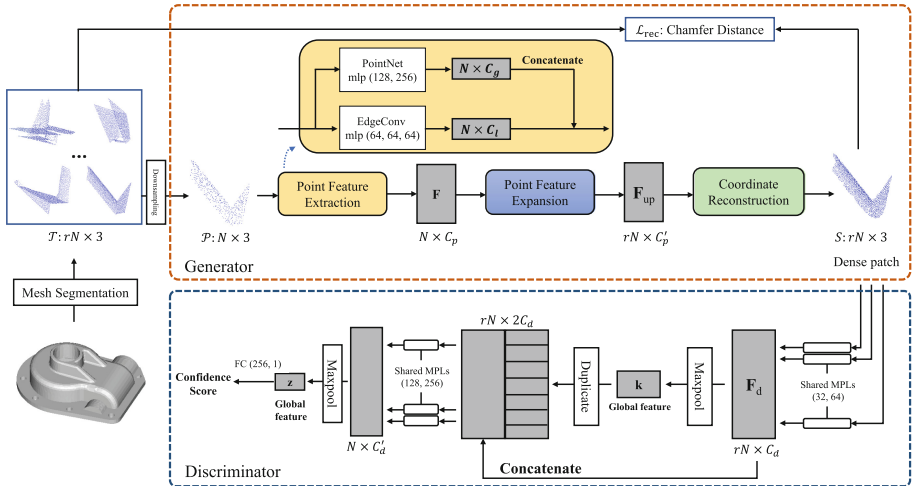 ℒrec: Chamfer Distance
PointNet
mlp (128, 256)
N × Cg
Concatenate
EdgeConv
mlp (64, 64, 64)
N × Cl
...
Downsampling
Point Feature
Extraction
F
Point Feature
Expansion
Fup
Coordinate
Reconstruction
𝒯: rN × 3
𝒫: N × 3
N × Cp
rN × C′p
S: rN × 3
Generator
Dense patch
Mesh Segmentation
rN × 2Cd
FC (256, 1)
Confidence
Score
z
Global
feature
Maxpool
Shared MPLs
(128, 256)
Duplicate
k
Global feature
Maxpool
Fd
Shared MPLs
(32, 64)
N × C′d
rN × Cd
Concatenate
Discriminator